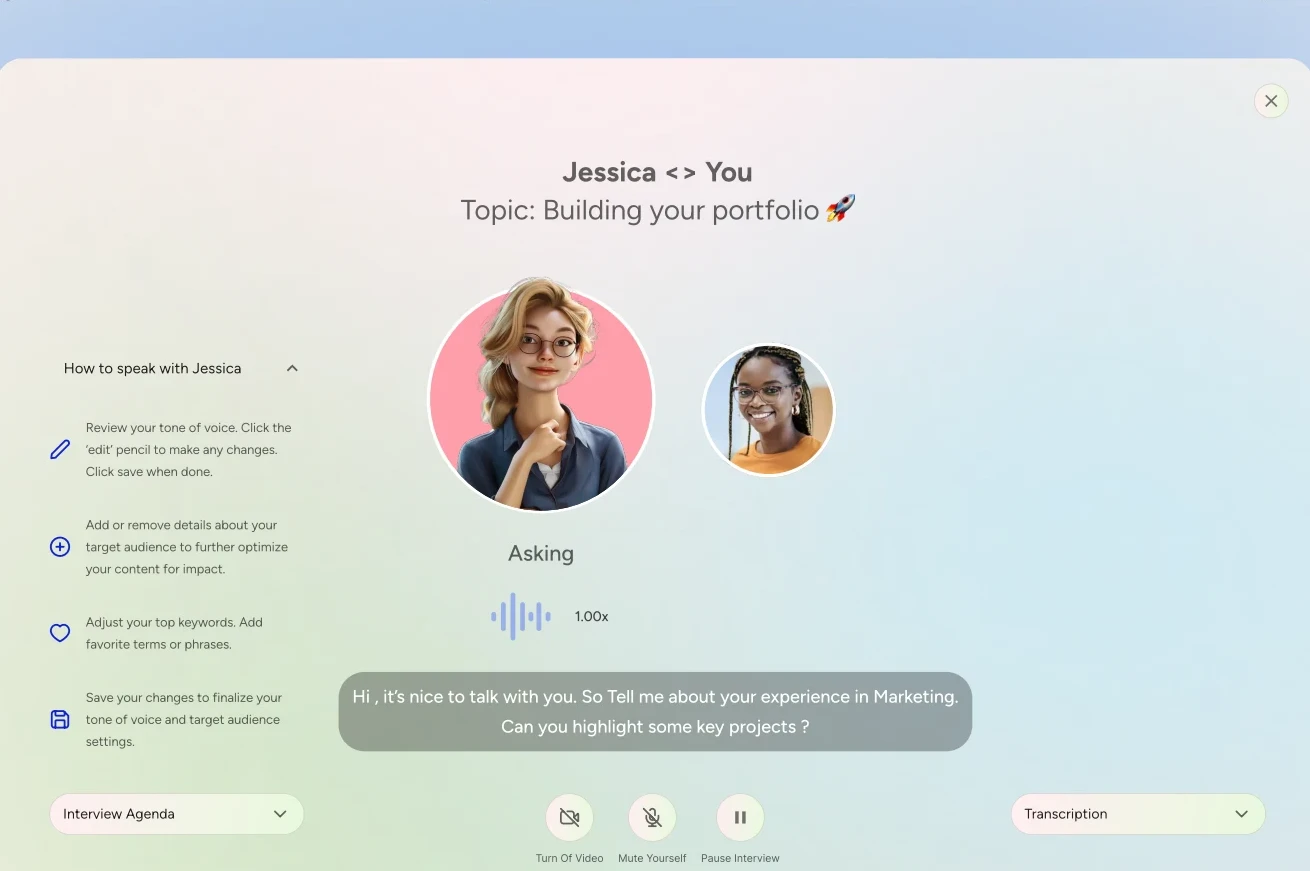 Jessica <> You
Topic: Building your portfolio 🚀
How to speak with Jessica
Review your tone of voice. Click the
‘edit’ pencil to make any changes.
Click save when done.
Add or remove details about your
target audience to further optimize
your content for impact.
Adjust your top keywords. Add
favorite terms or phrases.
Save your changes to finalize your
tone of voice and target audience
settings.
Asking
1.00x
Hi , it’s nice to talk with you. So Tell me about your experience in Marketing.
Can you highlight some key projects ?
Interview Agenda
Turn Of Video
Mute Yourself
Pause Interview
Transcription